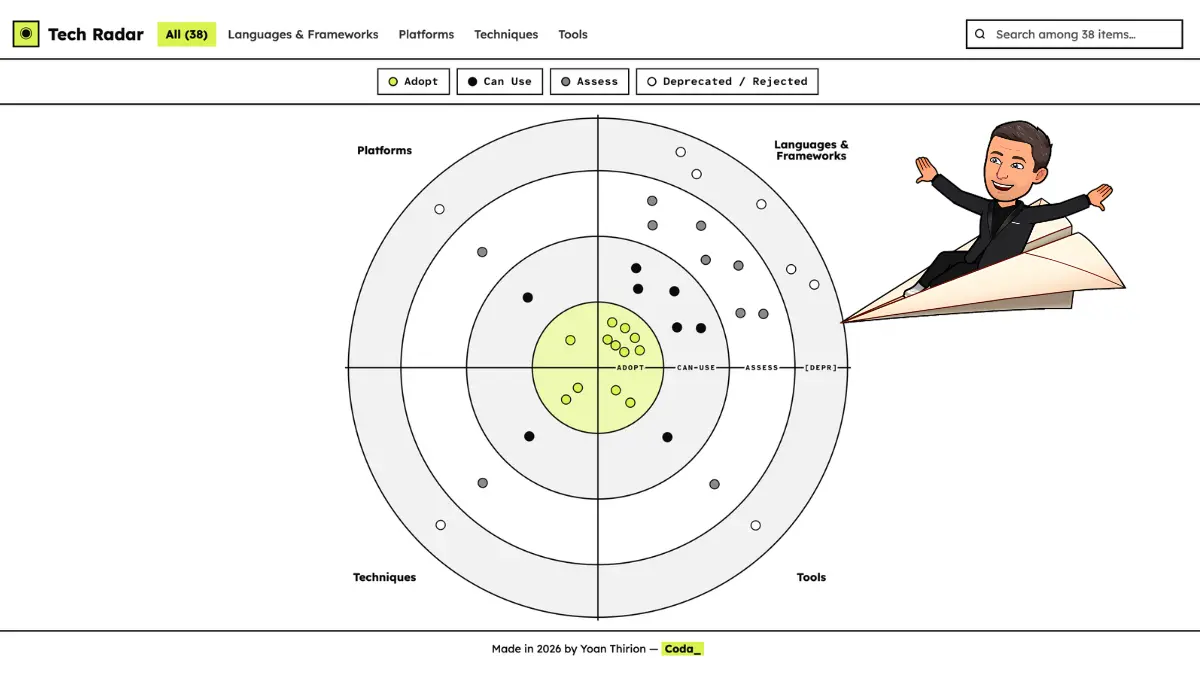 Tech Radar
All (38)
Languages & Frameworks
Platforms
Techniques
Tools
Search among 38 items…
Adopt
Can Use
Assess
Deprecated / Rejected
Platforms
Languages &
Frameworks
ADOPT
CAN-USE
ASSESS
[DEPR]
Techniques
Tools
Made in 2026 by Yoan Thirion — Coda_